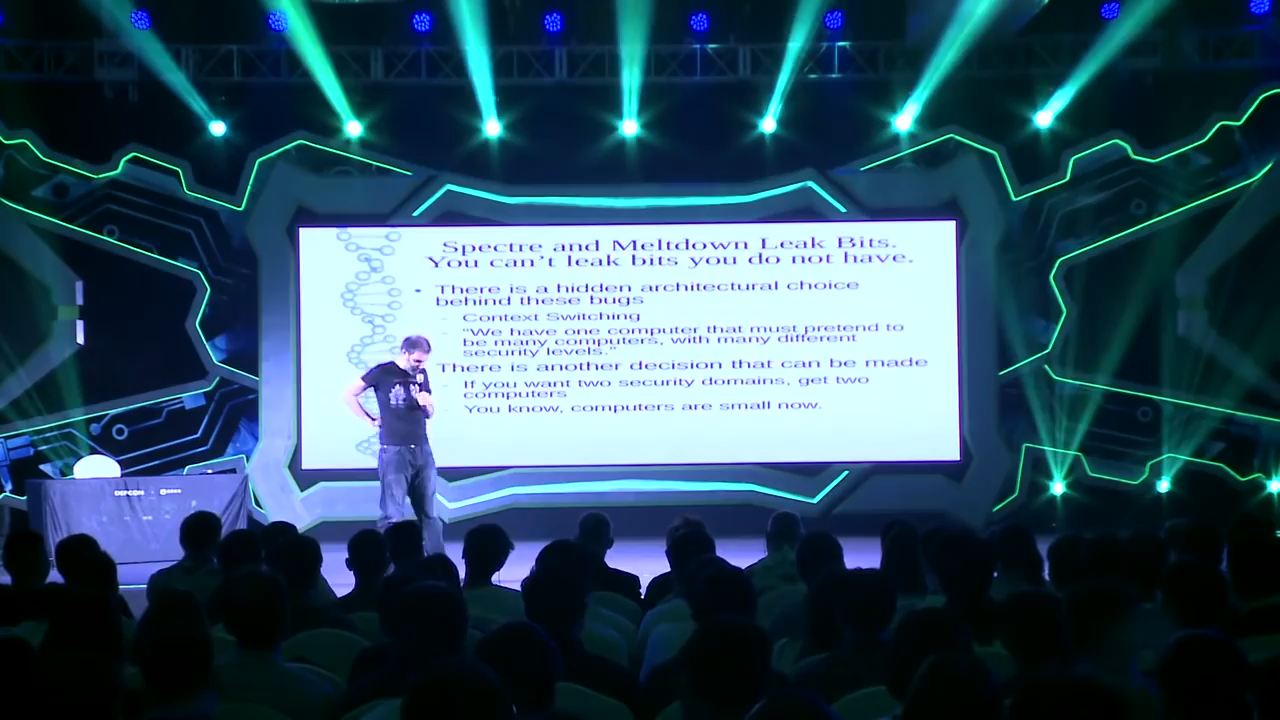 Spectre and Meltdown Leak Bits.
You can't leak bits you do not have.
There is a hidden architectural choice
behind these bugs
Context Switching
"We have one computer that must pretend to
be many computers, with many different
security levels."
There is another decision that can be made
If you want two security domains, get two
computers
You know, computers are small now.
DEFCON